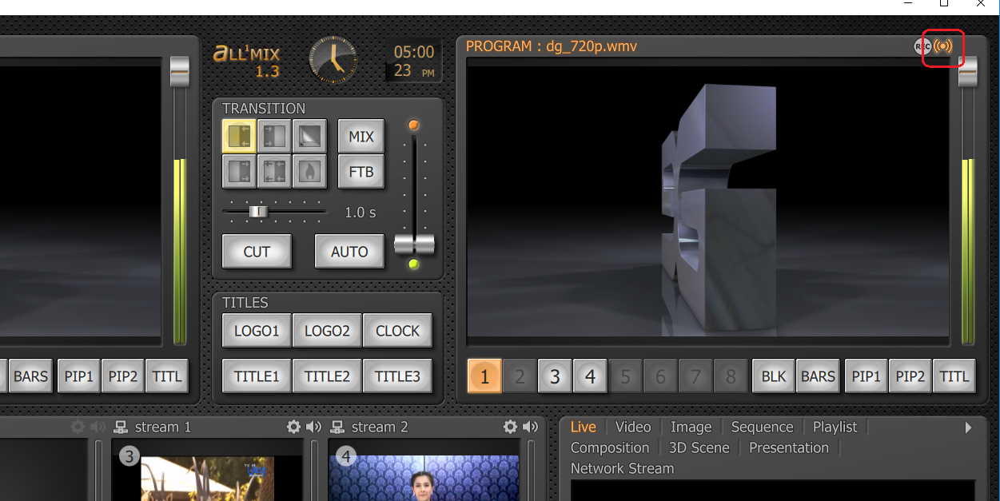 ALL1MIX
1.3
05:00
23 PM
PROGRAM : dg_720p.wmv
REC
TRANSITION
MIX
FTB
1.0 s
CUT AUTO
TITLES
LOGO1 LOGO2 CLOCK
TITLE1 TITLE2 TITLE3
BARS PIP1 PIP2 TITL
1 2 3 4 5 6 7 8 BLK BARS PIP1 PIP2 TITL
stream 1
stream 2
3
4
Live Video Image Sequence Playlist
Composition 3D Scene Presentation
Network Stream